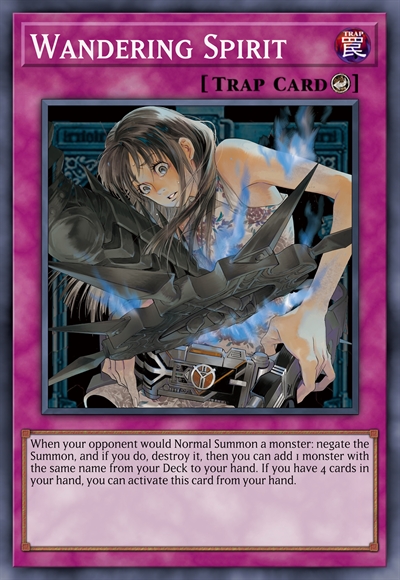 Wandering Spirit
TRAP
罠
[Trap Card]
When your opponent would Normal Summon a monster: negate the
Summon, and if you do, destroy it, then you can add 1 monster with
the same name from your Deck to your hand. If you have 4 cards in
your hand, you can activate this card from your hand.